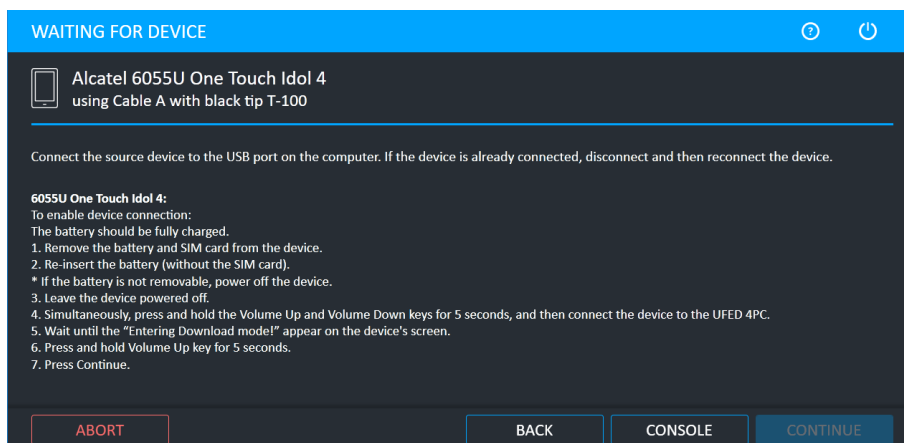 WAITING FOR DEVICE
Alcatel 6055U One Touch Idol 4
using Cable A with black tip T-100
Connect the source device to the USB port on the computer. If the device is already connected, disconnect and then reconnect the device.
6055U One Touch Idol 4:
To enable device connection:
The battery should be fully charged.
1. Remove the battery and SIM card from the device.
2. Re-insert the battery (without the SIM card).
* If the battery is not removable, power off the device.
3. Leave the device powered off.
4. Simultaneously, press and hold the Volume Up and Volume Down keys for 5 seconds, and then connect the device to the UFED 4PC.
5. Wait until the “Entering Download mode!” appear on the device's screen.
6. Press and hold Volume Up key for 5 seconds.
7. Press Continue.
ABORT BACK CONSOLE CONTINUE